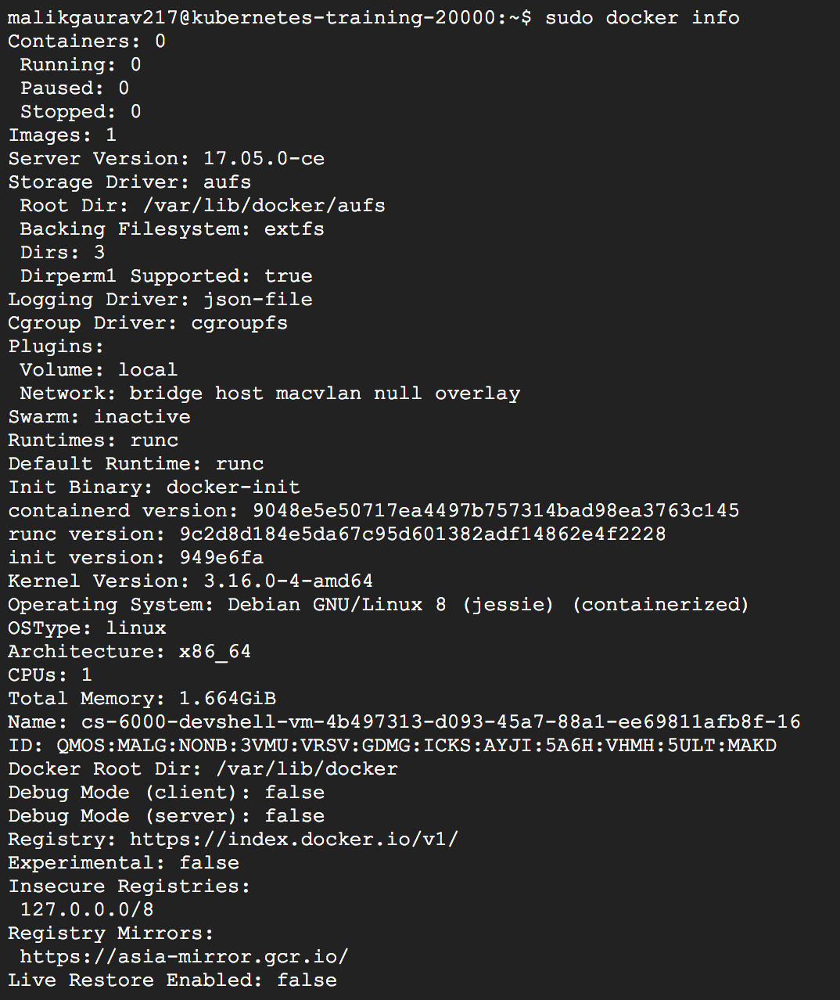 malikgaurav217@kubernetes-training-20000:~$ sudo docker info
Containers: 0
 Running: 0
 Paused: 0
 Stopped: 0
Images: 1
Server Version: 17.05.0-ce
Storage Driver: aufs
 Root Dir: /var/lib/docker/aufs
 Backing Filesystem: extfs
 Dirs: 3
 Dirperm1 Supported: true
Logging Driver: json-file
Cgroup Driver: cgroupfs
Plugins:
 Volume: local
 Network: bridge host macvlan null overlay
Swarm: inactive
Runtimes: runc
Default Runtime: runc
Init Binary: docker-init
containerd version: 9048e5e50717ea4497b757314bad98ea3763c145
runc version: 9c2d8d184e5da67c95d601382adf14862e4f2228
init version: 949e6fa
Kernel Version: 3.16.0-4-amd64
Operating System: Debian GNU/Linux 8 (jessie) (containerized)
OSType: linux
Architecture: x86_64
CPUs: 1
Total Memory: 1.664GiB
Name: cs-6000-devshell-vm-4b497313-d093-45a7-88a1-ee69811afb8f-16
ID: QMOS:MALG:NONB:3VMU:VRSV:GDMG:ICKS:AYJI:5A6H:VHMH:5ULT:MAKD
Docker Root Dir: /var/lib/docker
Debug Mode (client): false
Debug Mode (server): false
Registry: https://index.docker.io/v1/
Experimental: false
Insecure Registries:
 127.0.0.0/8
Registry Mirrors:
 https://asia-mirror.gcr.io/
Live Restore Enabled: false